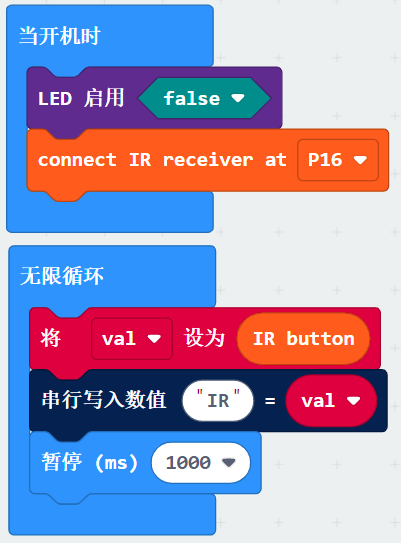 当开机时
LED 启用 false
connect IR receiver at P16
无限循环
将 val 设为 IR button
串行写入数值 "IR" = val
暂停 (ms) 1000